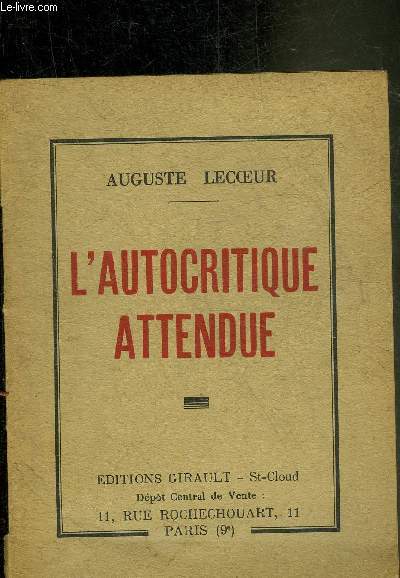 Le-livre.com
AUGUSTE LECŒUR
L'AUTOCRITIQUE
ATTENDUE
EDITIONS GIRAULT - St-Cloud
Dépôt Central de Vente :
11, RUE ROCHECHOUART, 11
PARIS (9e)